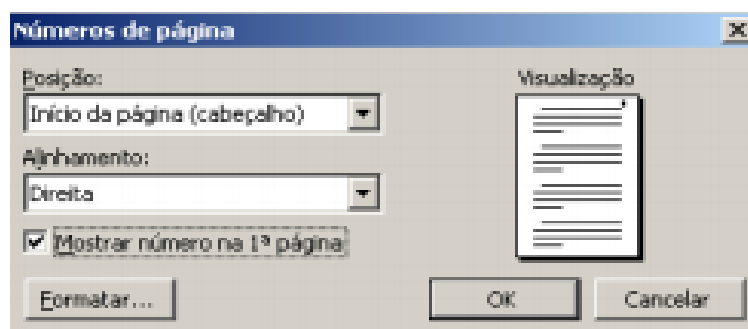 Números de página
Posição:
Visualização
Início da página (cabeçalho)
Alinhamento:
Direita
Mostrar número na 1ª página
Formatar...
OK
Cancelar